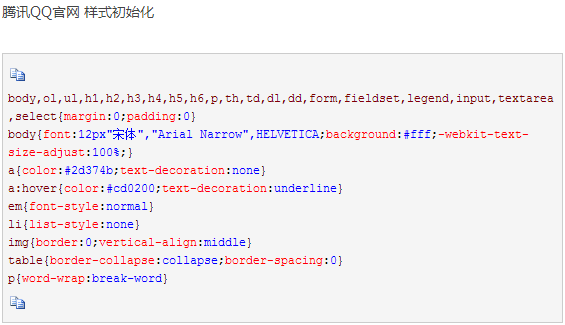 腾讯QQ官网 样式初始化
body,ol,ul,h1,h2,h3,h4,h5,h6,p,th,td,dl,dd,form,fieldset,legend,input,textarea
,select{margin:0;padding:0}
body{font:12px"宋体","Arial Narrow",HELVETICA;background:#fff;-webkit-text-
size-adjust:100%;}
a{color:#2d374b;text-decoration:none}
a:hover{color:#cd0200;text-decoration:underline}
em{font-style:normal}
li{list-style:none}
img{border:0;vertical-align:middle}
table{border-collapse:collapse;border-spacing:0}
p{word-wrap:break-word}